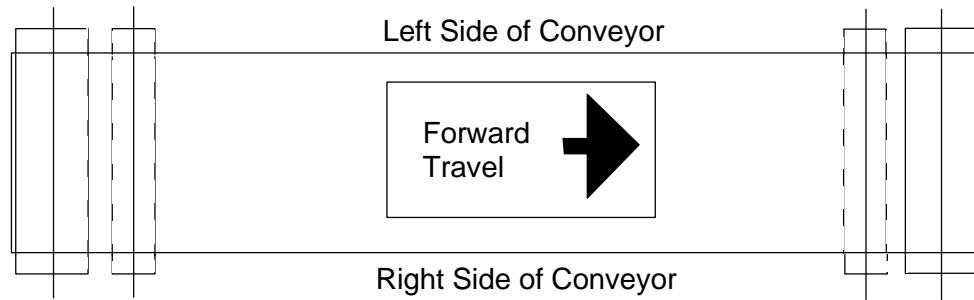 Left Side of Conveyor
Forward
Travel
Right Side of Conveyor